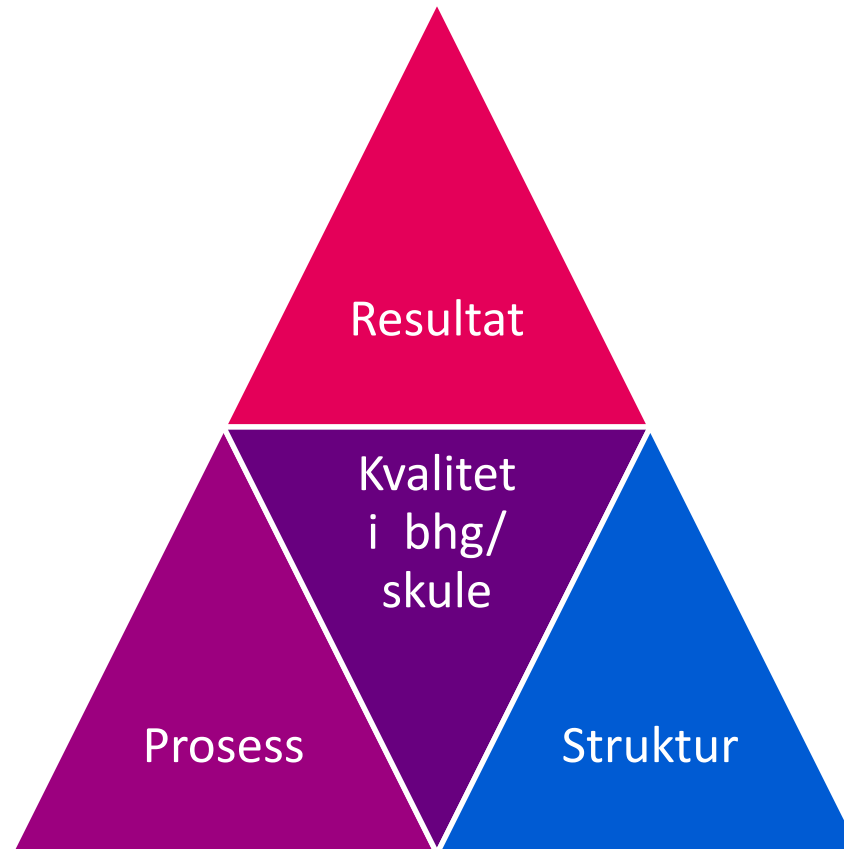 Resultat
Kvalitet
i bhg/
skule
Prosess
Struktur